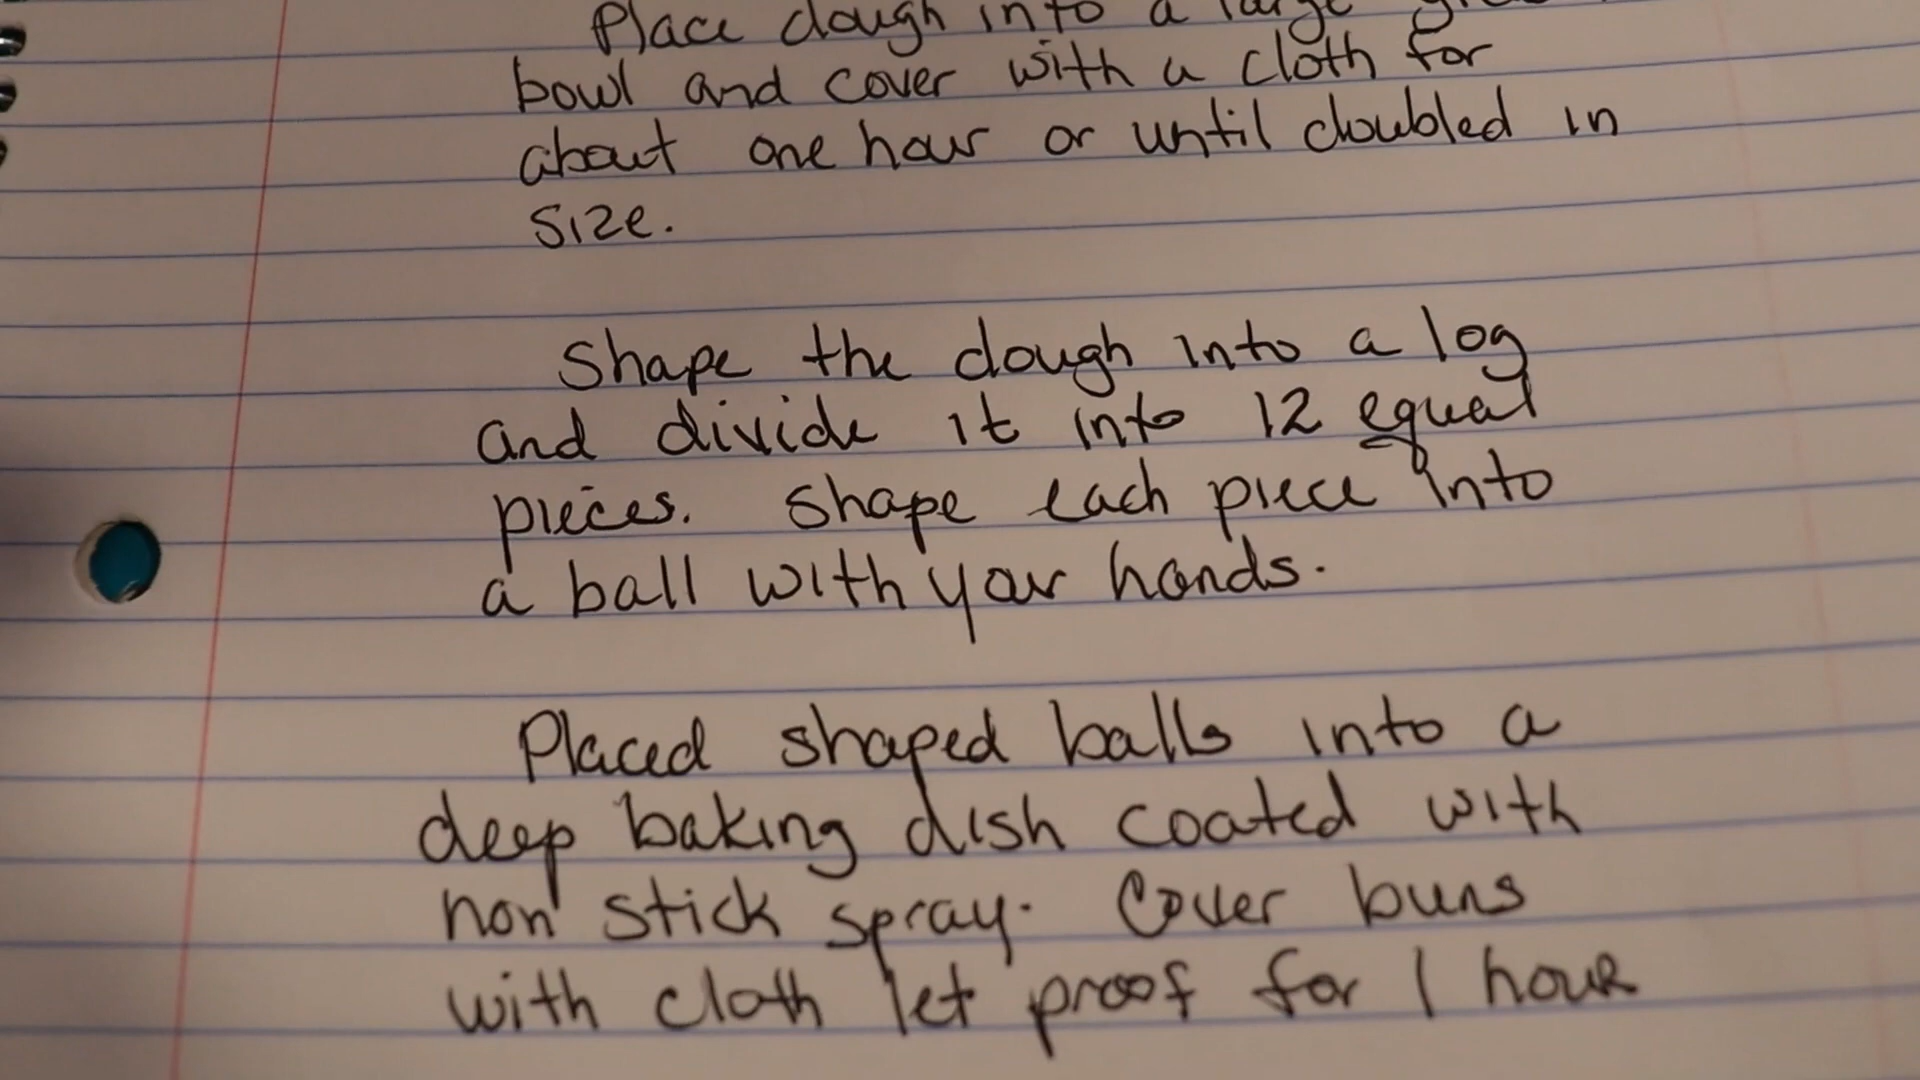 Place dough into a large
bowl and cover with a cloth for
about one hour or until doubled in
size.
Shape the dough into a log
and divide it into 12 equal
pieces. Shape each piece into
a ball with your hands.
Placed shaped balls into a
deep baking dish coated with
non stick spray. Cover buns
with cloth let proof for 1 hour